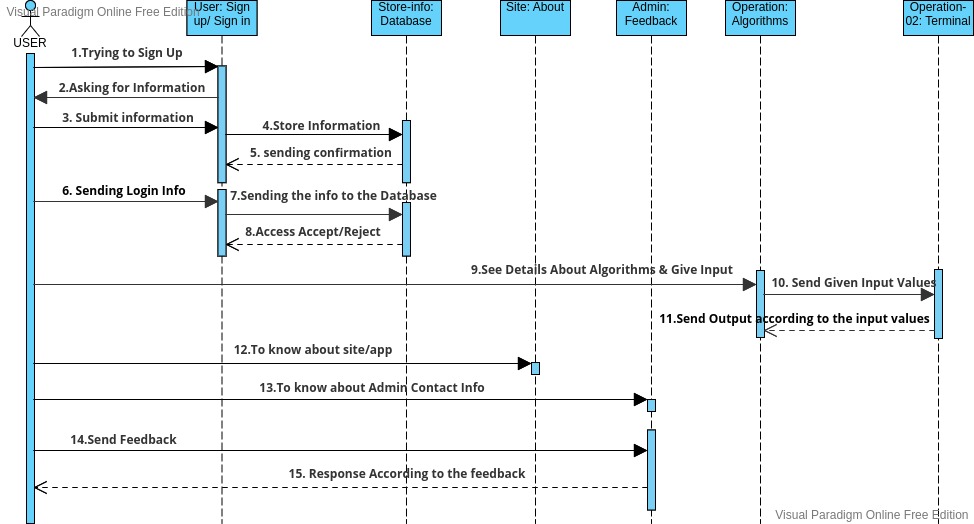 Visual Paradigm Online Free Edition
User: Sign
up/ Sign in
Store-info:
Database
Site: About
Admin:
Feedback
Operation:
Algorithms
Operation-
02: Terminal
USER
1.Trying to Sign Up
2.Asking for Information
3. Submit information
4.Store Information
5. sending confirmation
6. Sending Login Info
7.Sending the info to the Database
8.Access Accept/Reject
9.See Details About Algorithms & Give Input
10. Send Given Input Values
11.Send Output according to the input values
12.To know about site/app
13.To know about Admin Contact Info
14.Send Feedback
15. Response According to the feedback
Visual Paradigm Online Free Edition